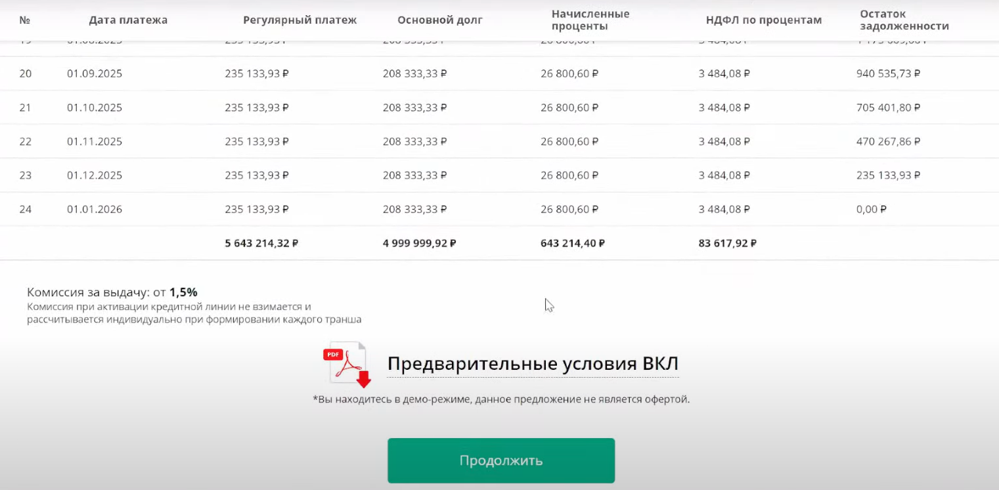 № Дата платежа Регулярный платеж Основной долг Начисленные проценты НДФЛ по процентам Остаток задолженности
20 01.09.2025 235 133,93 ₽ 208 333,33 ₽ 26 800,60 ₽ 3 484,08 ₽ 940 535,73 ₽
21 01.10.2025 235 133,93 ₽ 208 333,33 ₽ 26 800,60 ₽ 3 484,08 ₽ 705 401,80 ₽
22 01.11.2025 235 133,93 ₽ 208 333,33 ₽ 26 800,60 ₽ 3 484,08 ₽ 470 267,86 ₽
23 01.12.2025 235 133,93 ₽ 208 333,33 ₽ 26 800,60 ₽ 3 484,08 ₽ 235 133,93 ₽
24 01.01.2026 235 133,93 ₽ 208 333,33 ₽ 26 800,60 ₽ 3 484,08 ₽ 0,00 ₽
5 643 214,32 ₽ 4 999 999,92 ₽ 643 214,40 ₽ 83 617,92 ₽
Комиссия за выдачу: от 1,5%
Комиссия при активации кредитной линии не взимается и
рассчитывается индивидуально при формировании каждого транша
PDF
Предварительные условия ВКЛ
*Вы находитесь в демо-режиме, данное предложение не является офертой.
Продолжить